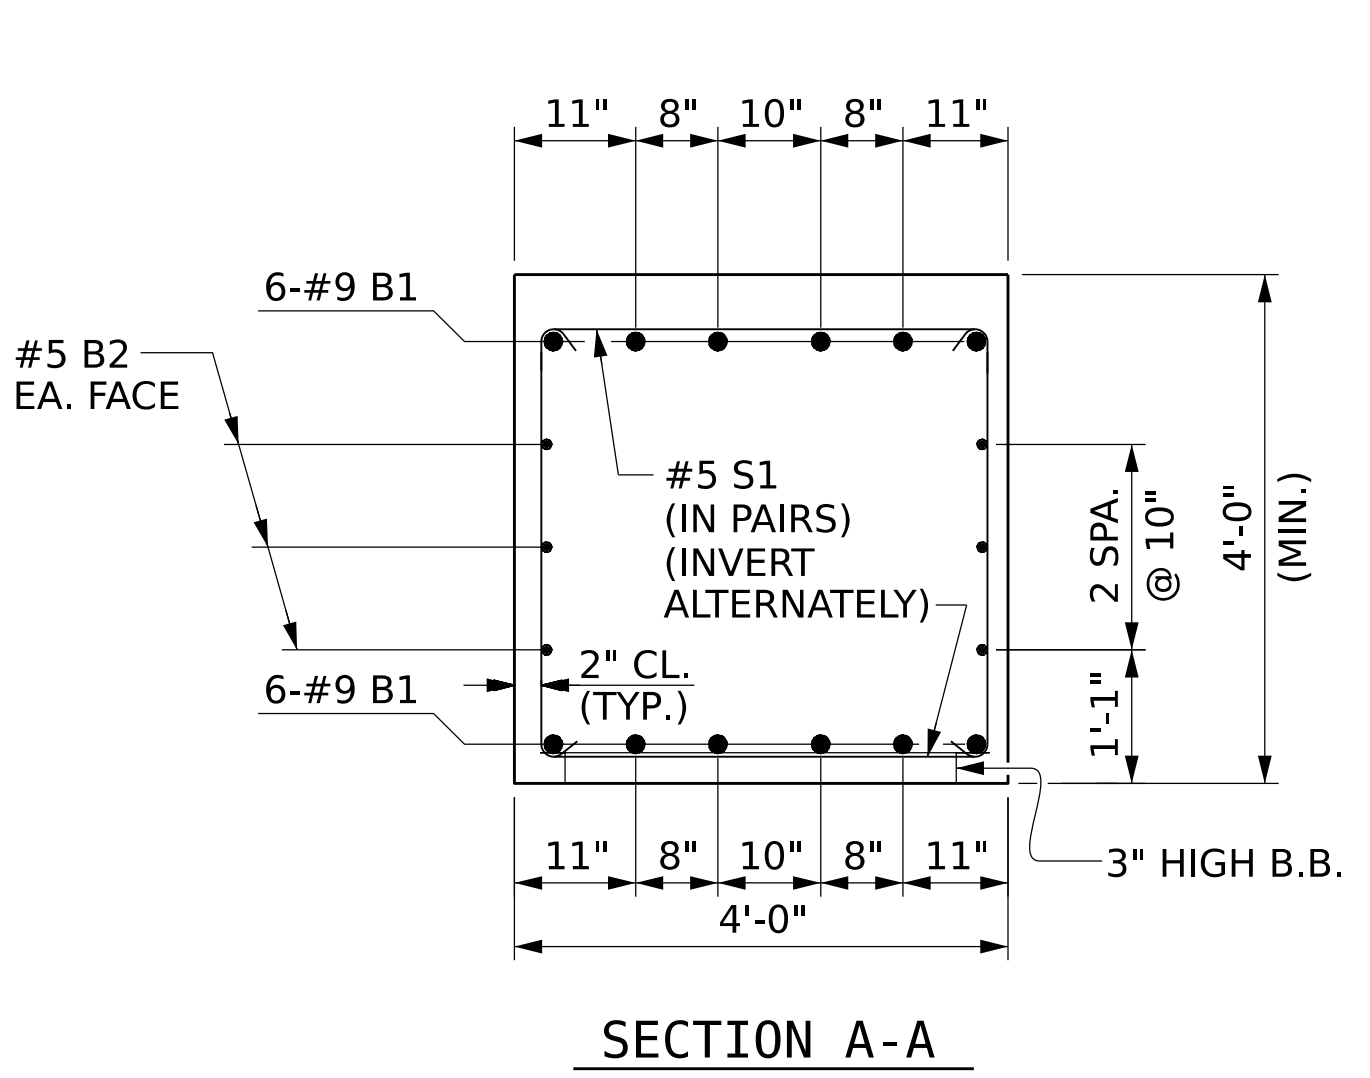 11" 8" 10" 8" 11"
6-#9 B1
#5 B2
EA. FACE
#5 S1
(IN PAIRS)
(INVERT
ALTERNATELY)
2 SPA.
@ 10"
4'-0"
(MIN.)
2" CL.
(TYP.)
6-#9 B1
1'-1"
11" 8" 10" 8" 11"
3" HIGH B.B.
4'-0"
SECTION A-A